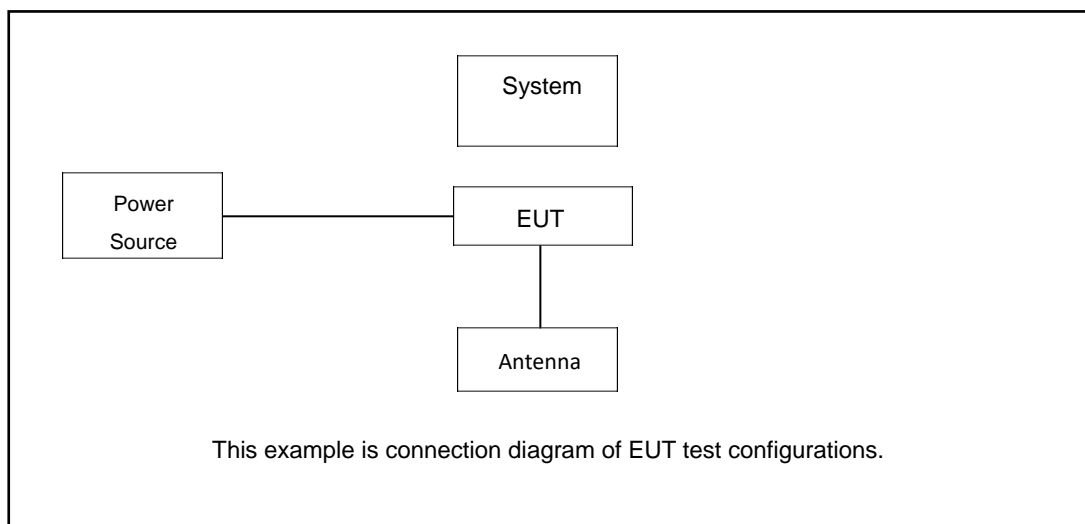 System
Power
Source
EUT
Antenna
This example is connection diagram of EUT test configurations.